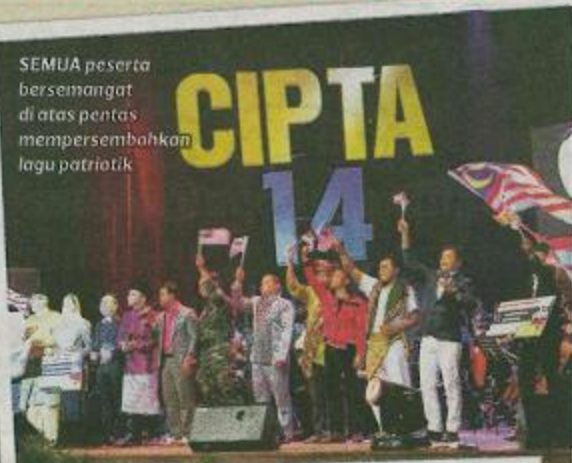 SEMUA peserta
bersemangat
di atas pentas
mempersembahkan
lagu patriotik
CIPTA
14